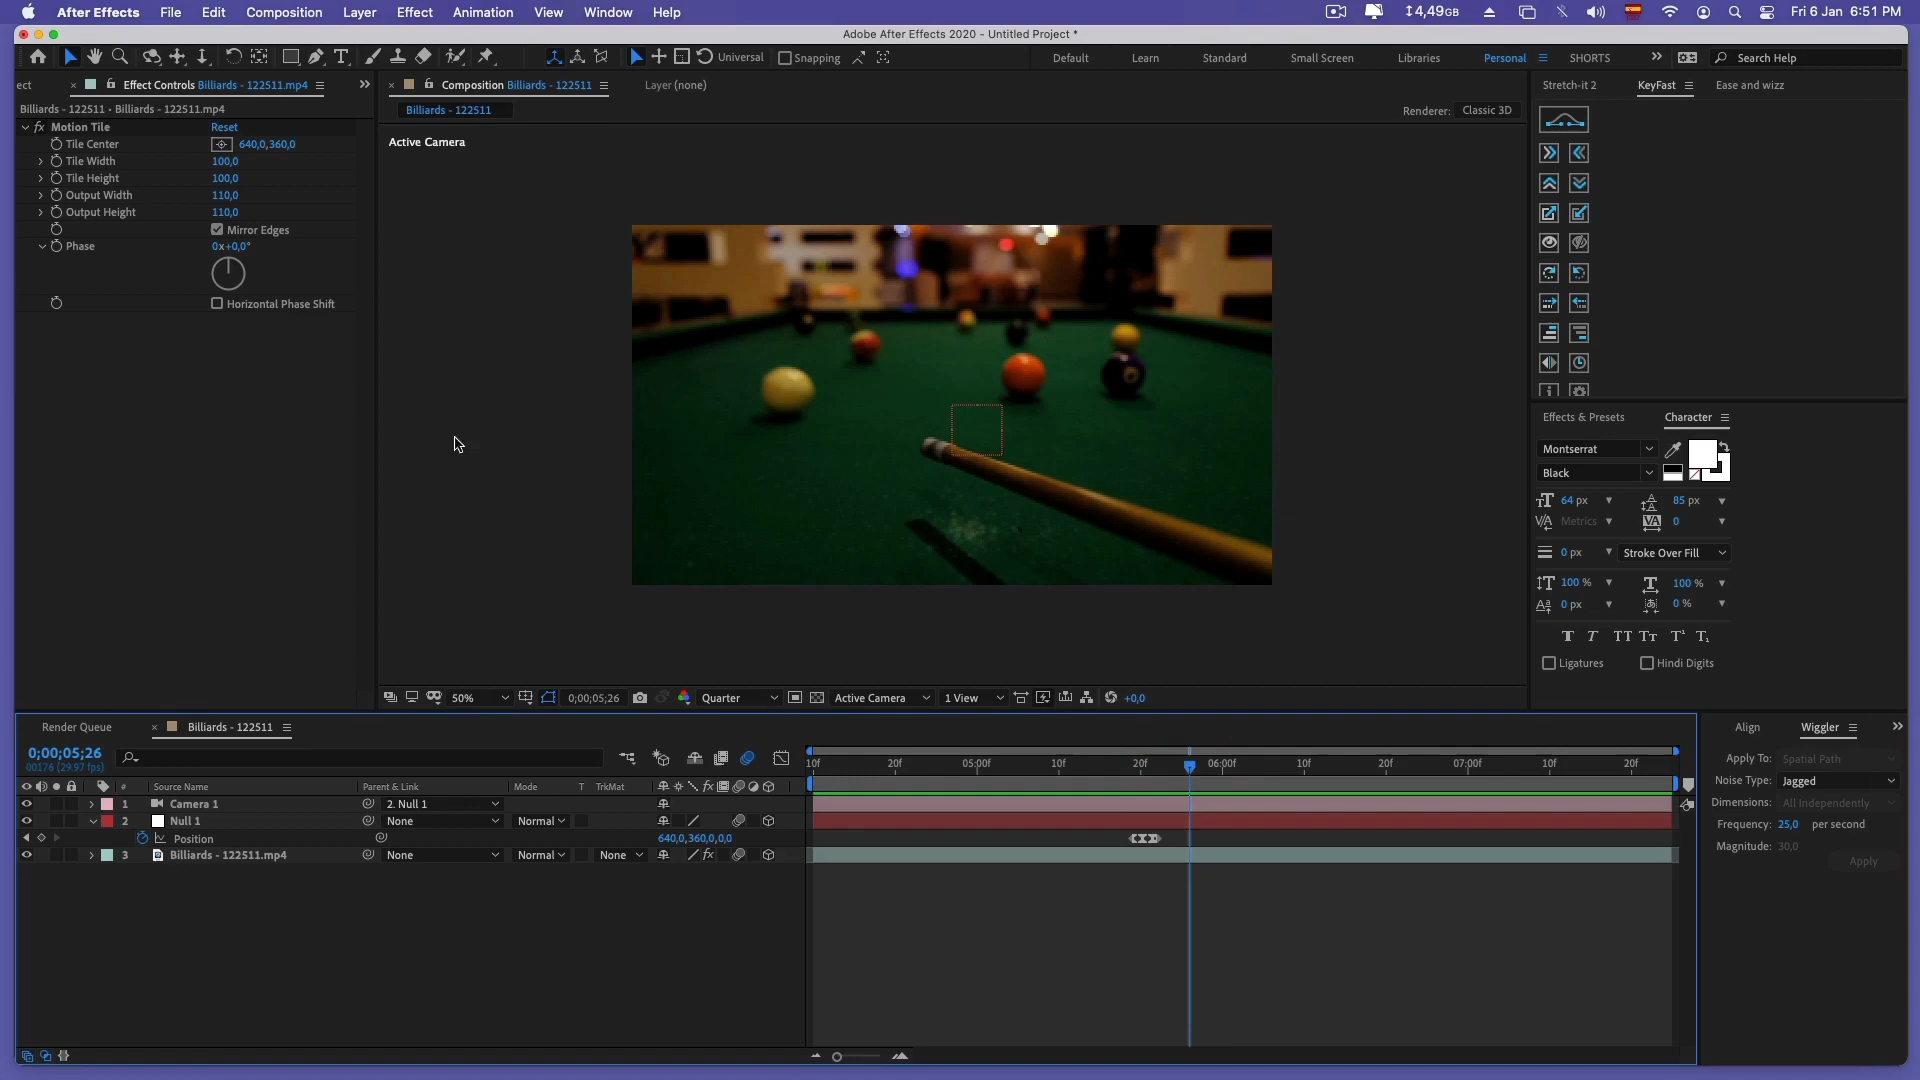 After Effects File Edit Composition Layer Effect Animation View Window Help 4,49GB Fri 6 Jan 6:51 PM
Adobe After Effects 2020 - Untitled Project *
Universal Snapping Default Learn Standard Small Screen Libraries Personal SHORTS Search Help
ect Effect Controls Billiards - 122511.mp4 Composition Billiards - 122511 Layer (none) Stretch-it 2 KeyFast Ease and wizz
Billiards - 122511 • Billiards - 122511.mp4 Billiards - 122511 Renderer: Classic 3D
fx Motion Tile Reset
Tile Center 640,0,360,0 Active Camera
Tile Width 100,0
Tile Height 100,0
Output Width 110,0
Output Height 110,0
Mirror Edges
Phase 0x+0,0°
Horizontal Phase Shift
Effects & Presets Character
Montserrat
Black
64 px 85 px
Metrics 0
0 px Stroke Over Fill
100 % 100 %
0 px 0 %
T T TT Tt T¹ T₁
Ligatures Hindi Digits
50% 0;00;05;26 Quarter Active Camera 1 View +0,0
Render Queue Billiards - 122511 Align Wiggler
0;00;05;26
00176 (29.97 fps)
10f 20f 05:00f 10f 20f 06:00f 10f 20f 07:00f 10f 20f
Apply To: Spatial Path
Noise Type: Jagged
# Source Name Parent & Link Mode T TrkMat
Dimensions: All Independently
1 Camera 1 2. Null 1
2 Null 1 None Normal
Frequency: 25,0 per second
Position 640,0,360,0,0,0
Magnitude: 30,0
3 Billiards - 122511.mp4 None Normal None fx
Apply